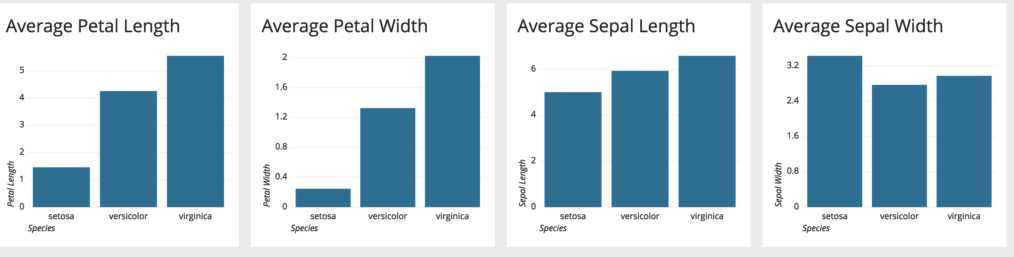 Average Petal Length
5
4
3
2
1
0
Petal Length
setosa versicolor virginica
Species
Average Petal Width
2
1.6
1.2
0.8
0.4
0
Petal Width
setosa versicolor virginica
Species
Average Sepal Length
6
4
2
0
Sepal Length
setosa versicolor virginica
Species
Average Sepal Width
3.2
2.4
1.6
0.8
0
Sepal Width
setosa versicolor virginica
Species